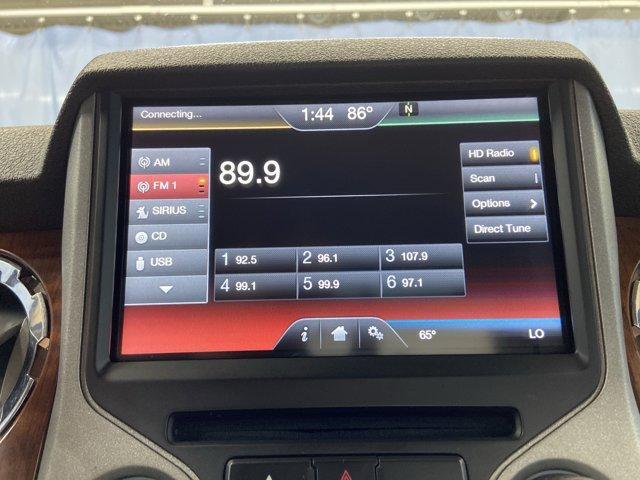 Connecting... 1:44 86° N
AM
FM 1
SIRIUS
CD
USB
89.9
HD Radio
Scan
Options
Direct Tune
1 92.5 2 96.1 3 107.9
4 99.1 5 99.9 6 97.1
i 65° LO